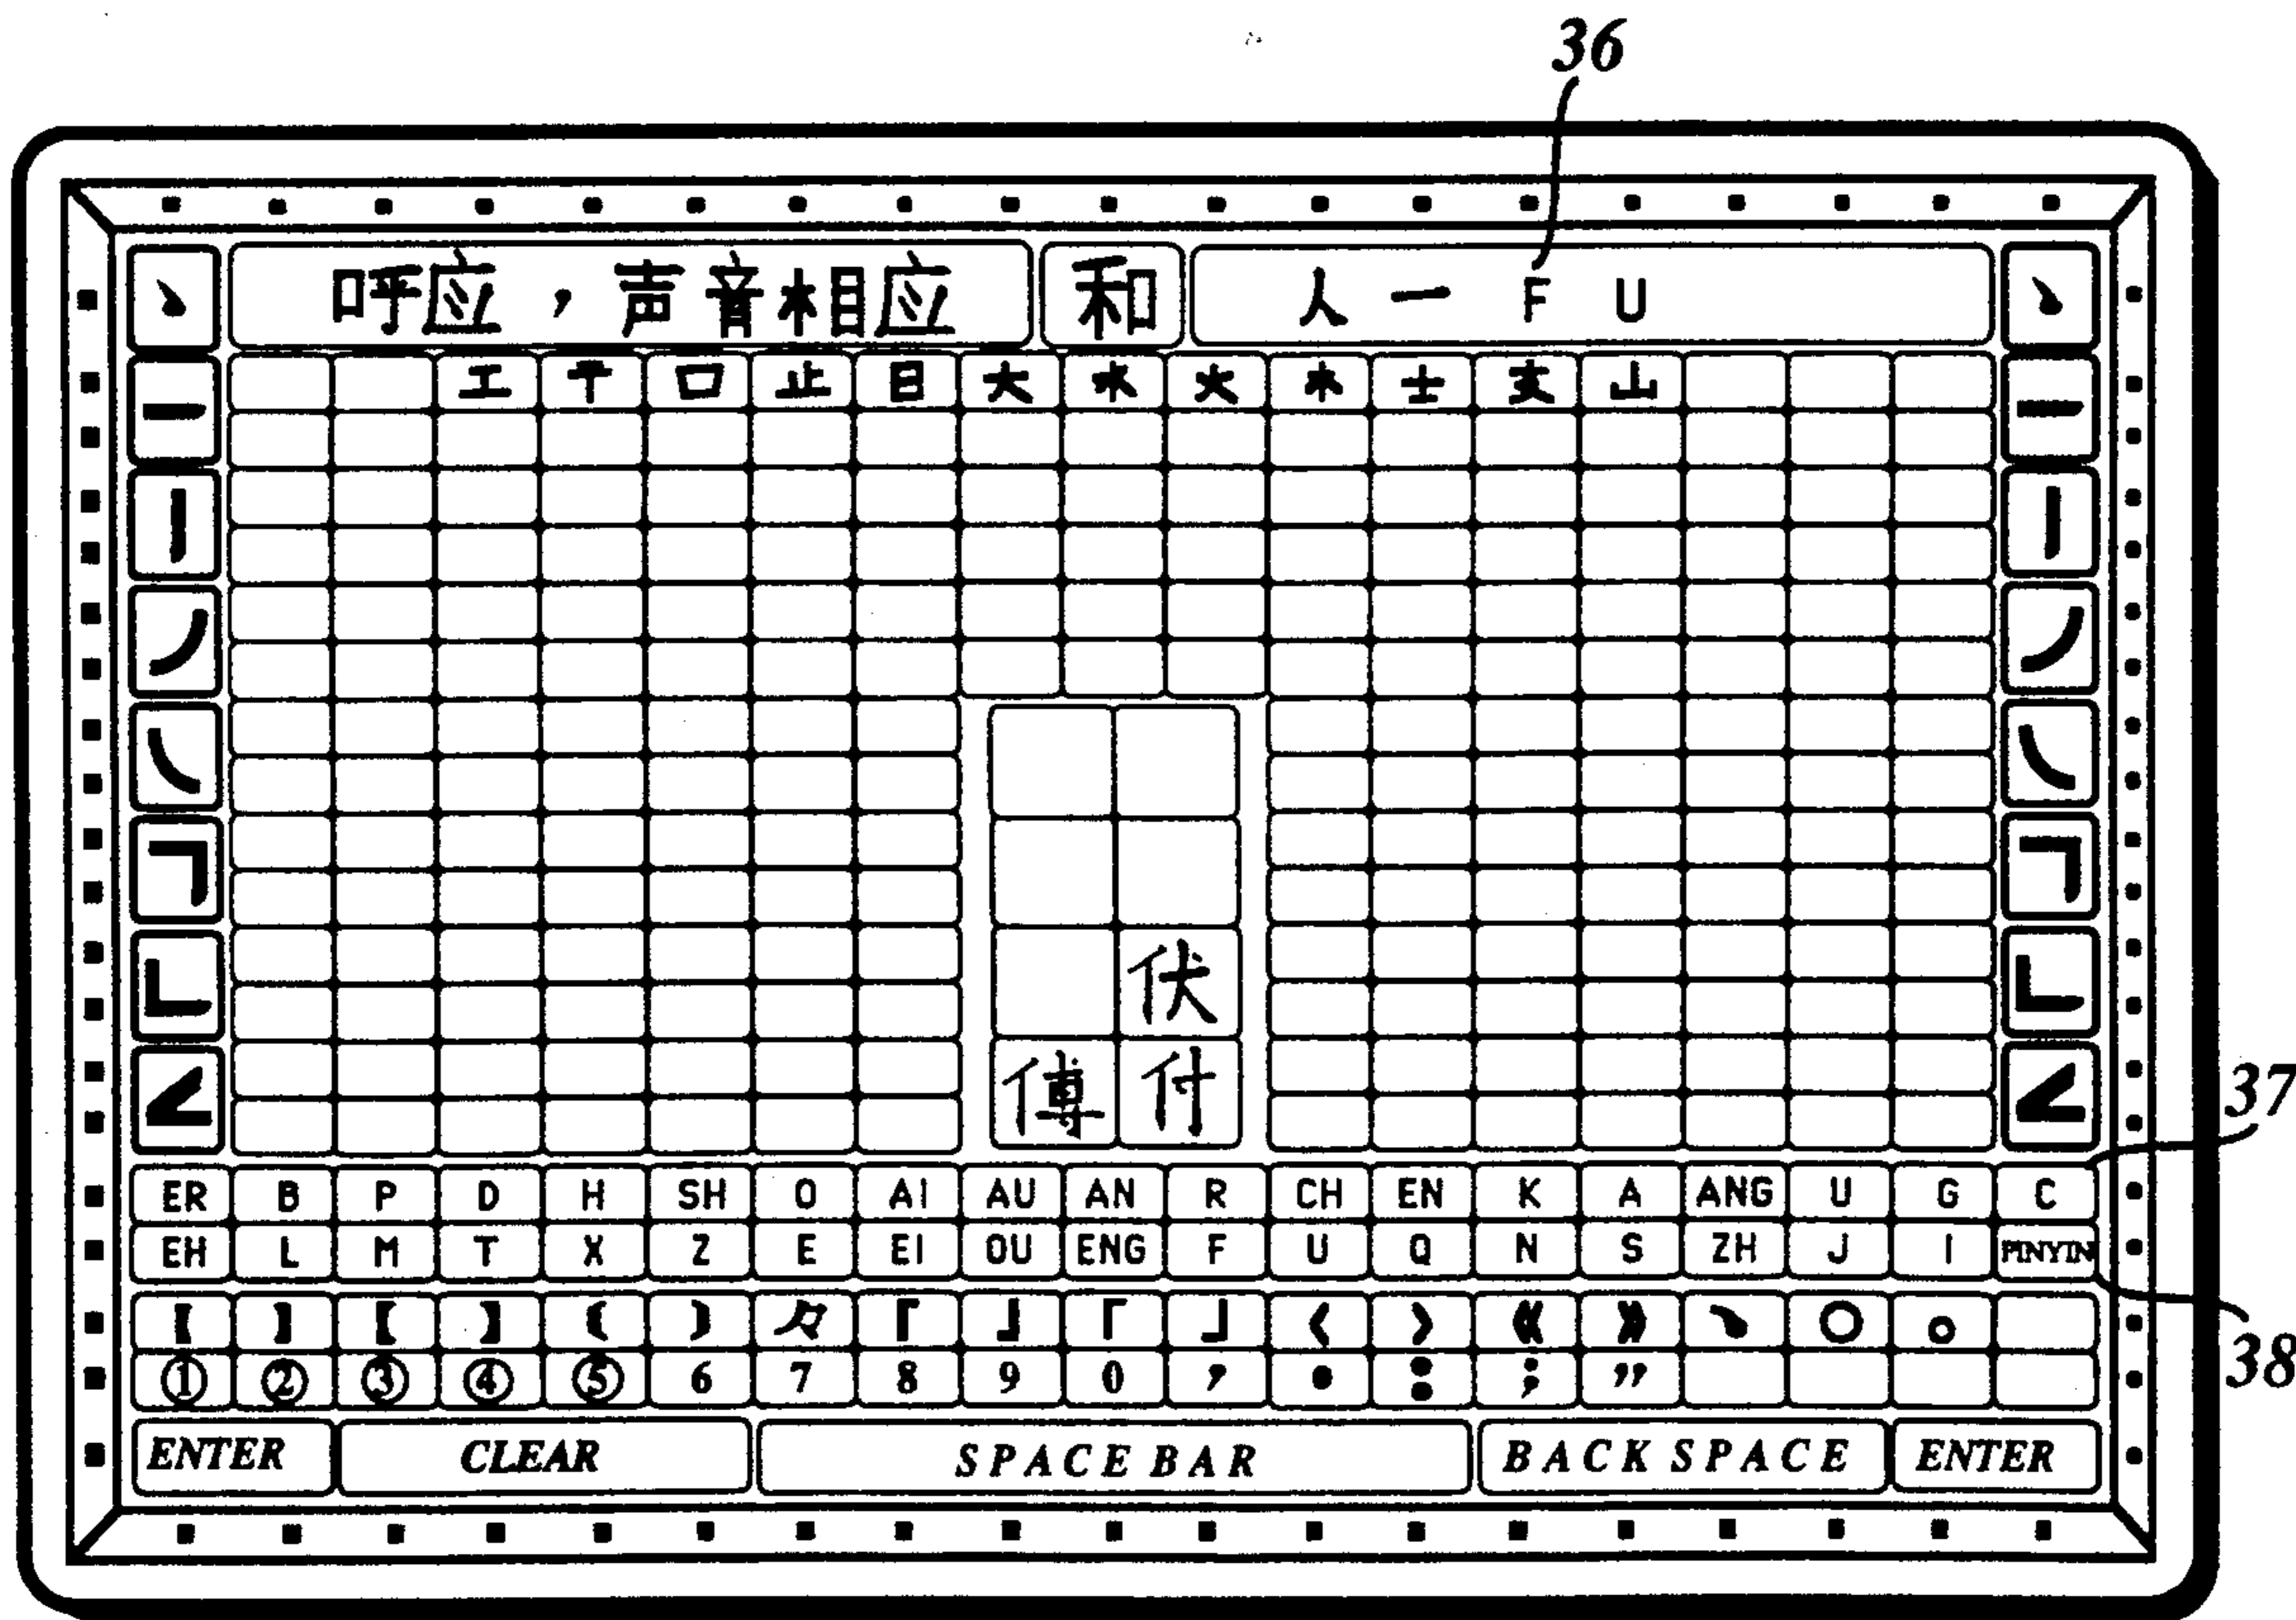 36
呼应，声音相应 和 人 一 F U
工 干 口 止 日 大 水 火 木 士 亥 山
伏
傅 付
37
ER B P D H SH O AI AU AN R CH EN K A ANG U G C
EH L M T X Z E EI OU ENG F U Q N S ZH J I PINYIN
38
【 】 【 】 ( ) 々 「 」 「 」 〈 〉 《 》 、 ○ 。
① ② ③ ④ ⑤ 6 7 8 9 0 , • : ; ”
ENTER CLEAR SPACE BAR BACK SPACE ENTER